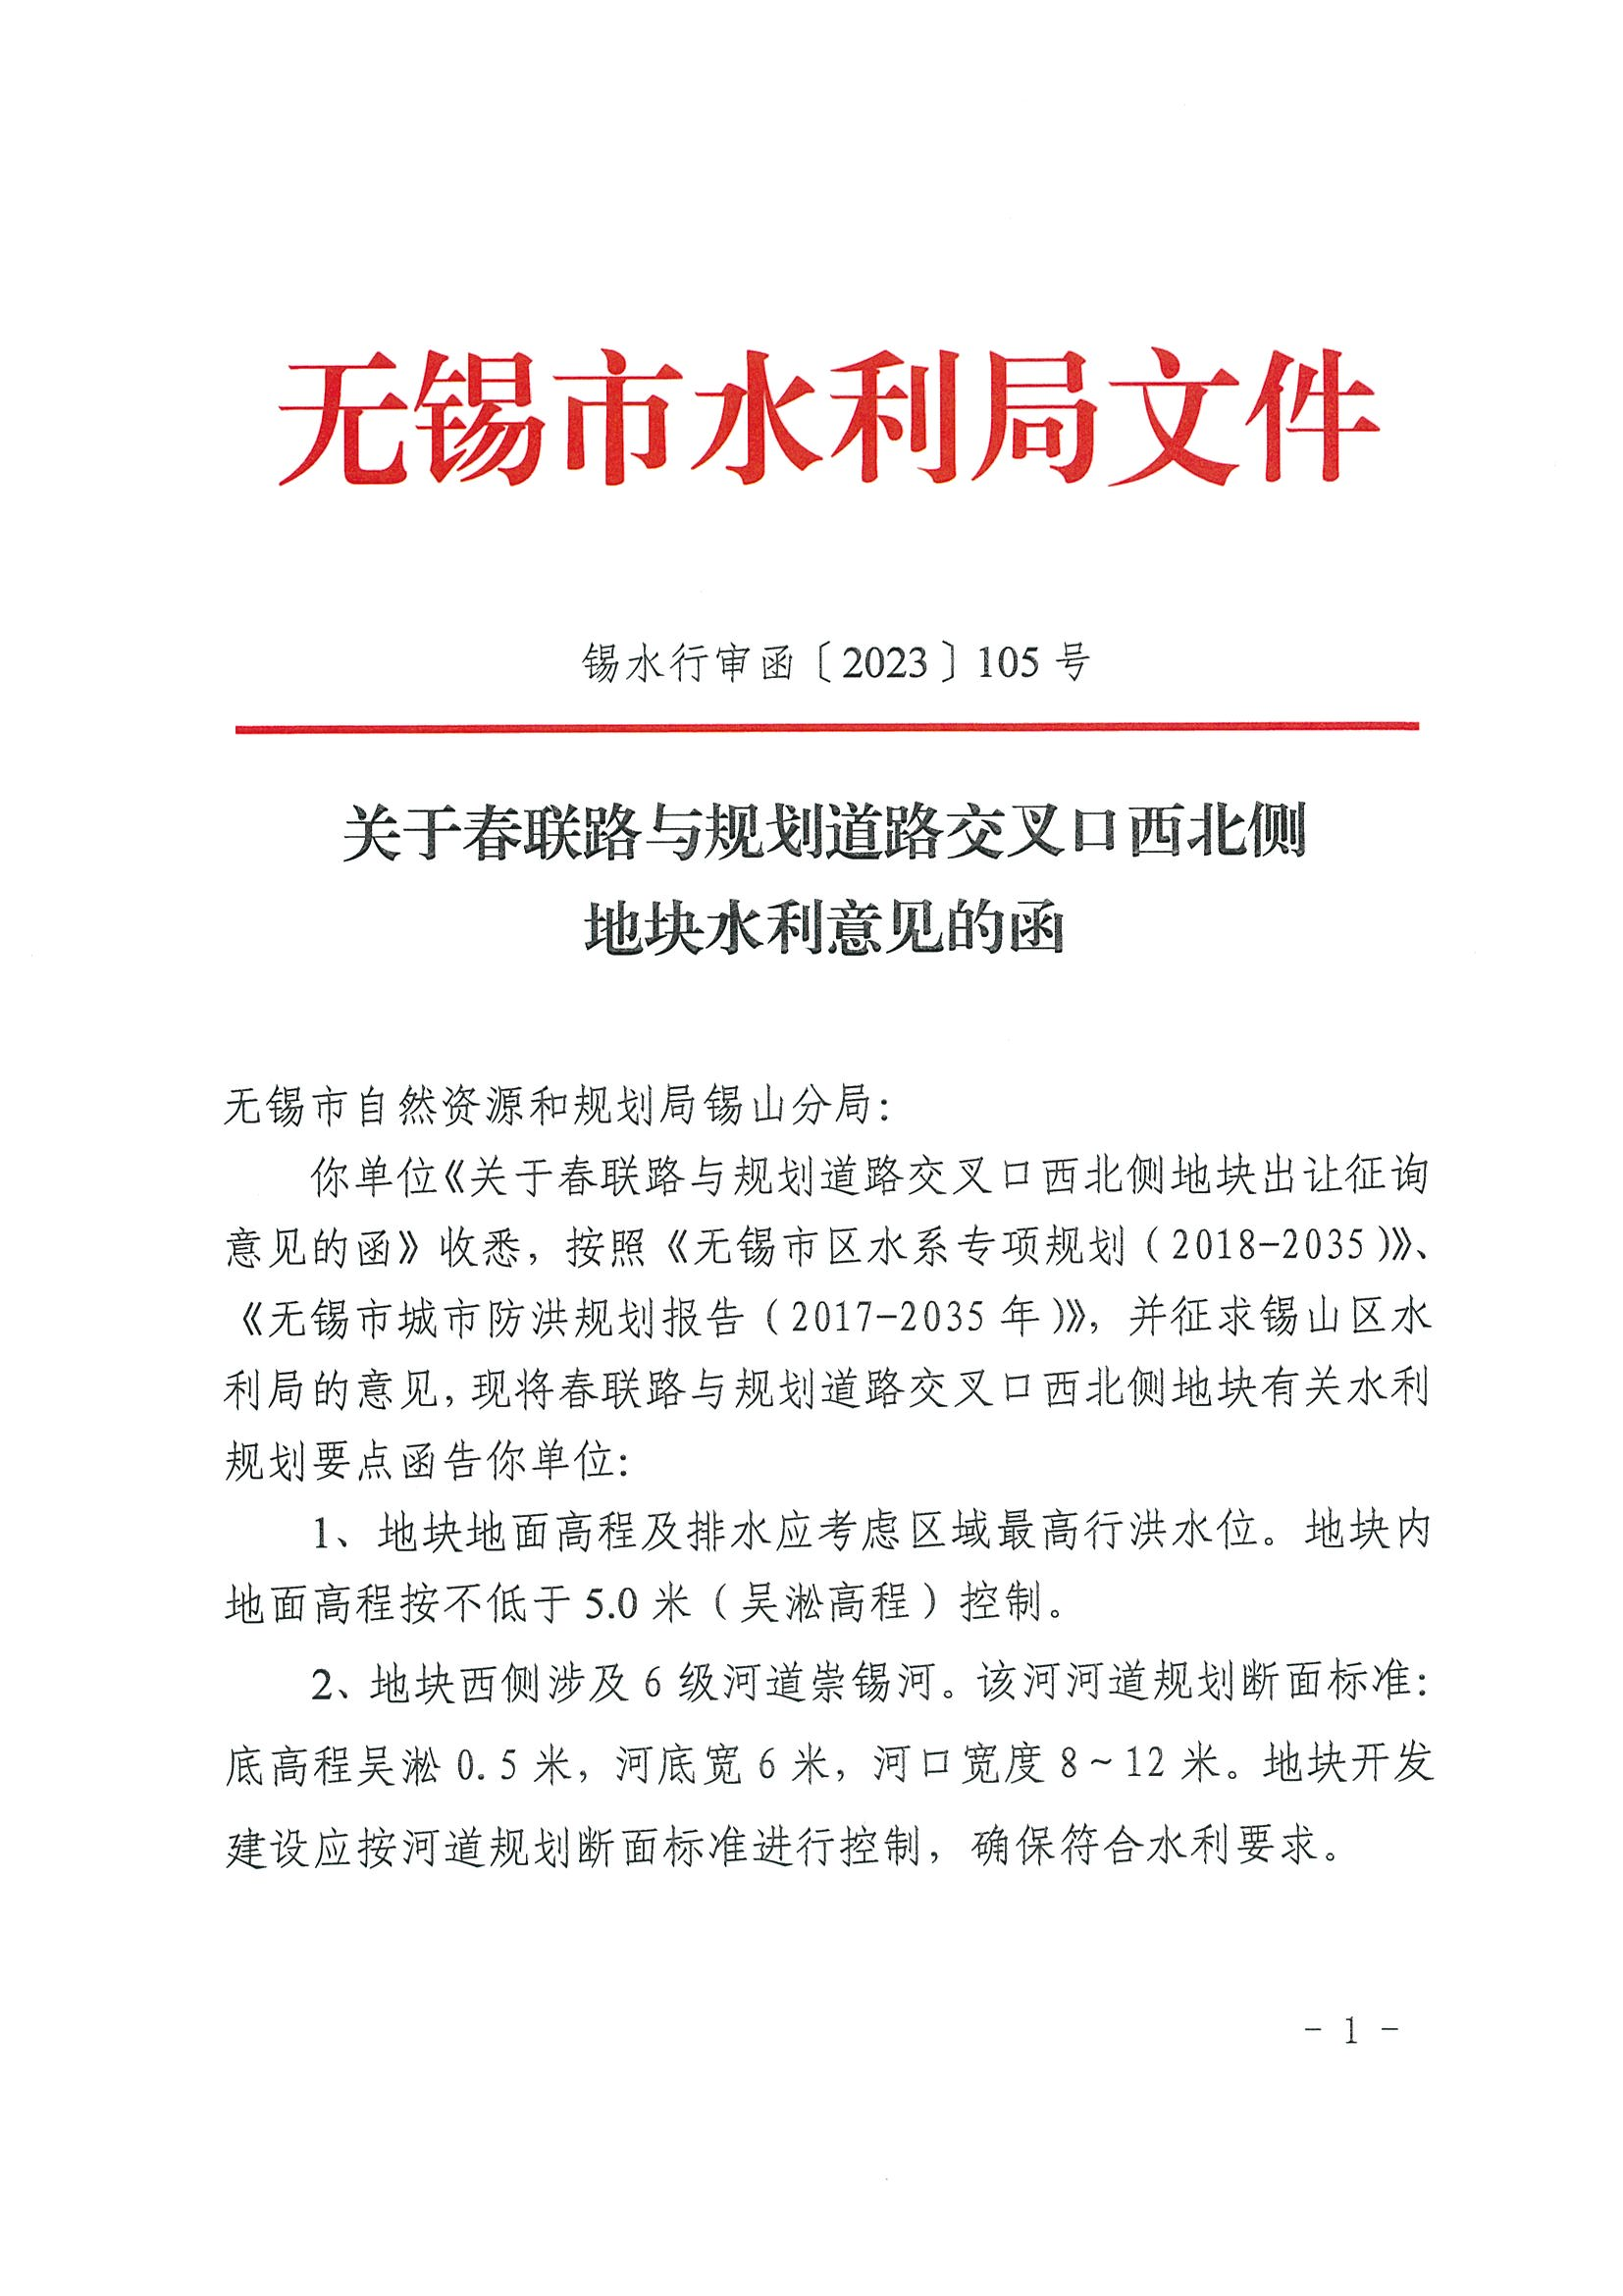 无锡市水利局文件
锡水行审函〔2023〕105 号
关于春联路与规划道路交叉口西北侧
地块水利意见的函
无锡市自然资源和规划局锡山分局：
你单位《关于春联路与规划道路交叉口西北侧地块出让征询
意见的函》收悉，按照《无锡市区水系专项规划（2018-2035）》、
《无锡市城市防洪规划报告（2017-2035 年）》，并征求锡山区水
利局的意见，现将春联路与规划道路交叉口西北侧地块有关水利
规划要点函告你单位：
1、地块地面高程及排水应考虑区域最高行洪水位。地块内
地面高程按不低于 5.0 米（吴淞高程）控制。
2、地块西侧涉及 6 级河道崇锡河。该河河道规划断面标准：
底高程吴淞 0.5 米，河底宽 6 米，河口宽度 8~12 米。地块开发
建设应按河道规划断面标准进行控制，确保符合水利要求。
- 1 -